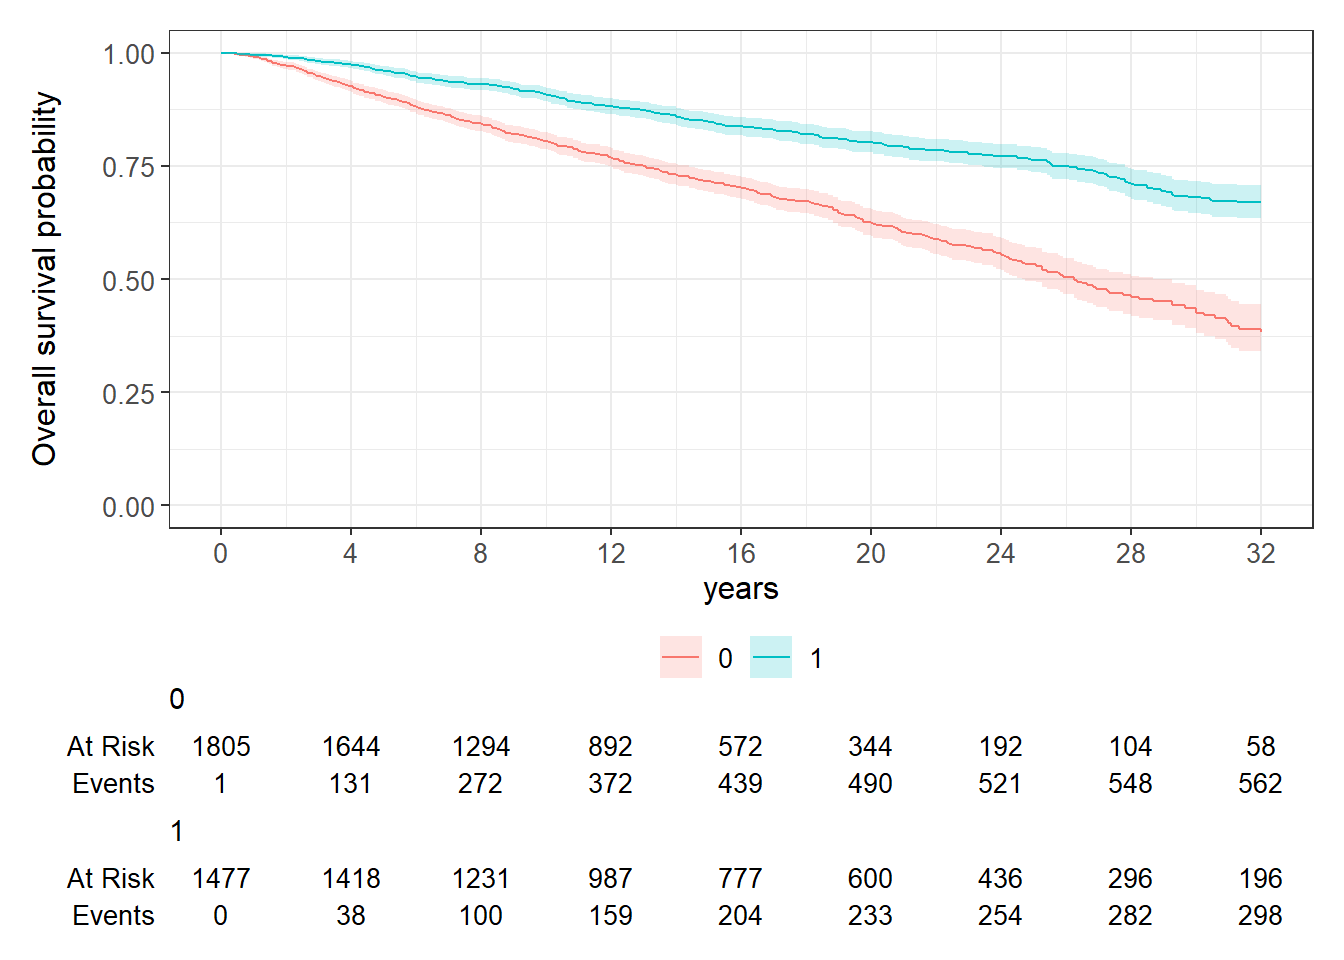 Overall survival probability
1.00
0.75
0.50
0.25
0.00
0 4 8 12 16 20 24 28 32
years
0 1
0
At Risk 1805 1644 1294 892 572 344 192 104 58
Events 1 131 272 372 439 490 521 548 562
1
At Risk 1477 1418 1231 987 777 600 436 296 196
Events 0 38 100 159 204 233 254 282 298